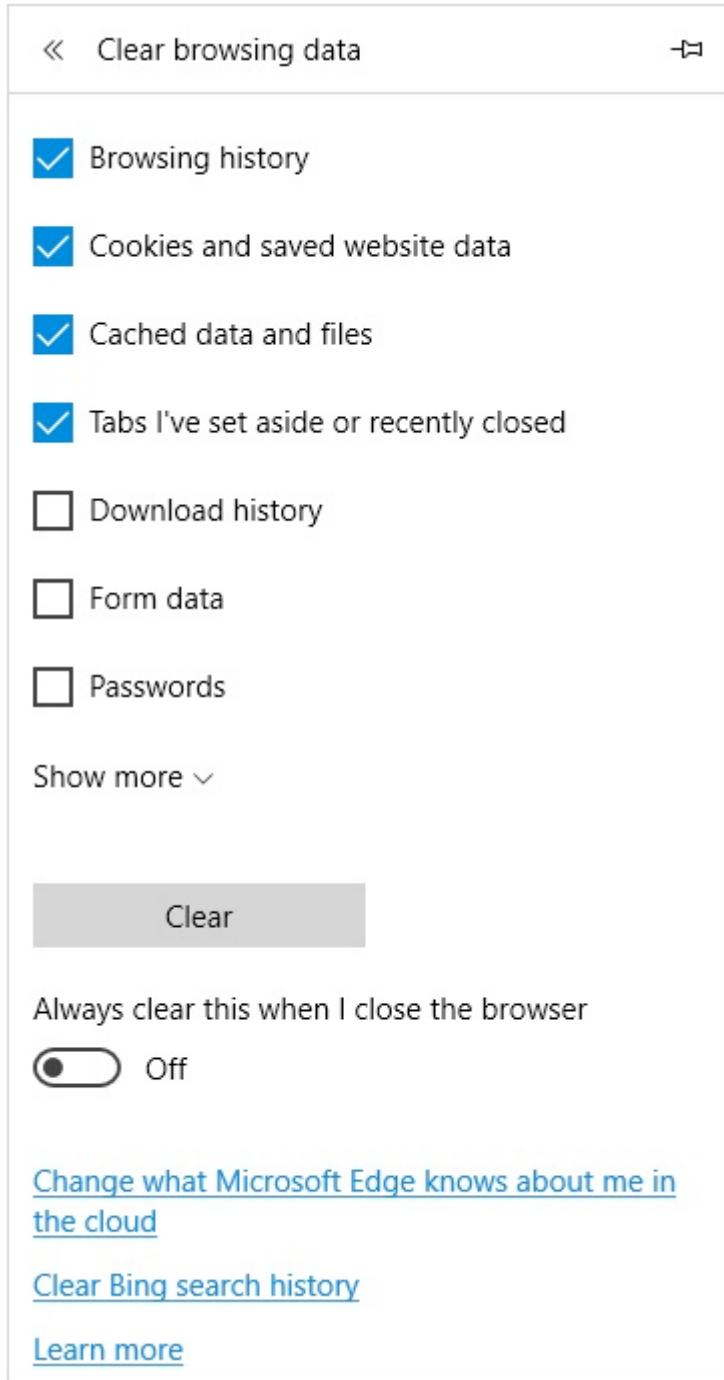 Clear browsing data
Browsing history
Cookies and saved website data
Cached data and files
Tabs I've set aside or recently closed
Download history
Form data
Passwords
Show more
Clear
Always clear this when I close the browser
Off
Change what Microsoft Edge knows about me in
the cloud
Clear Bing search history
Learn more